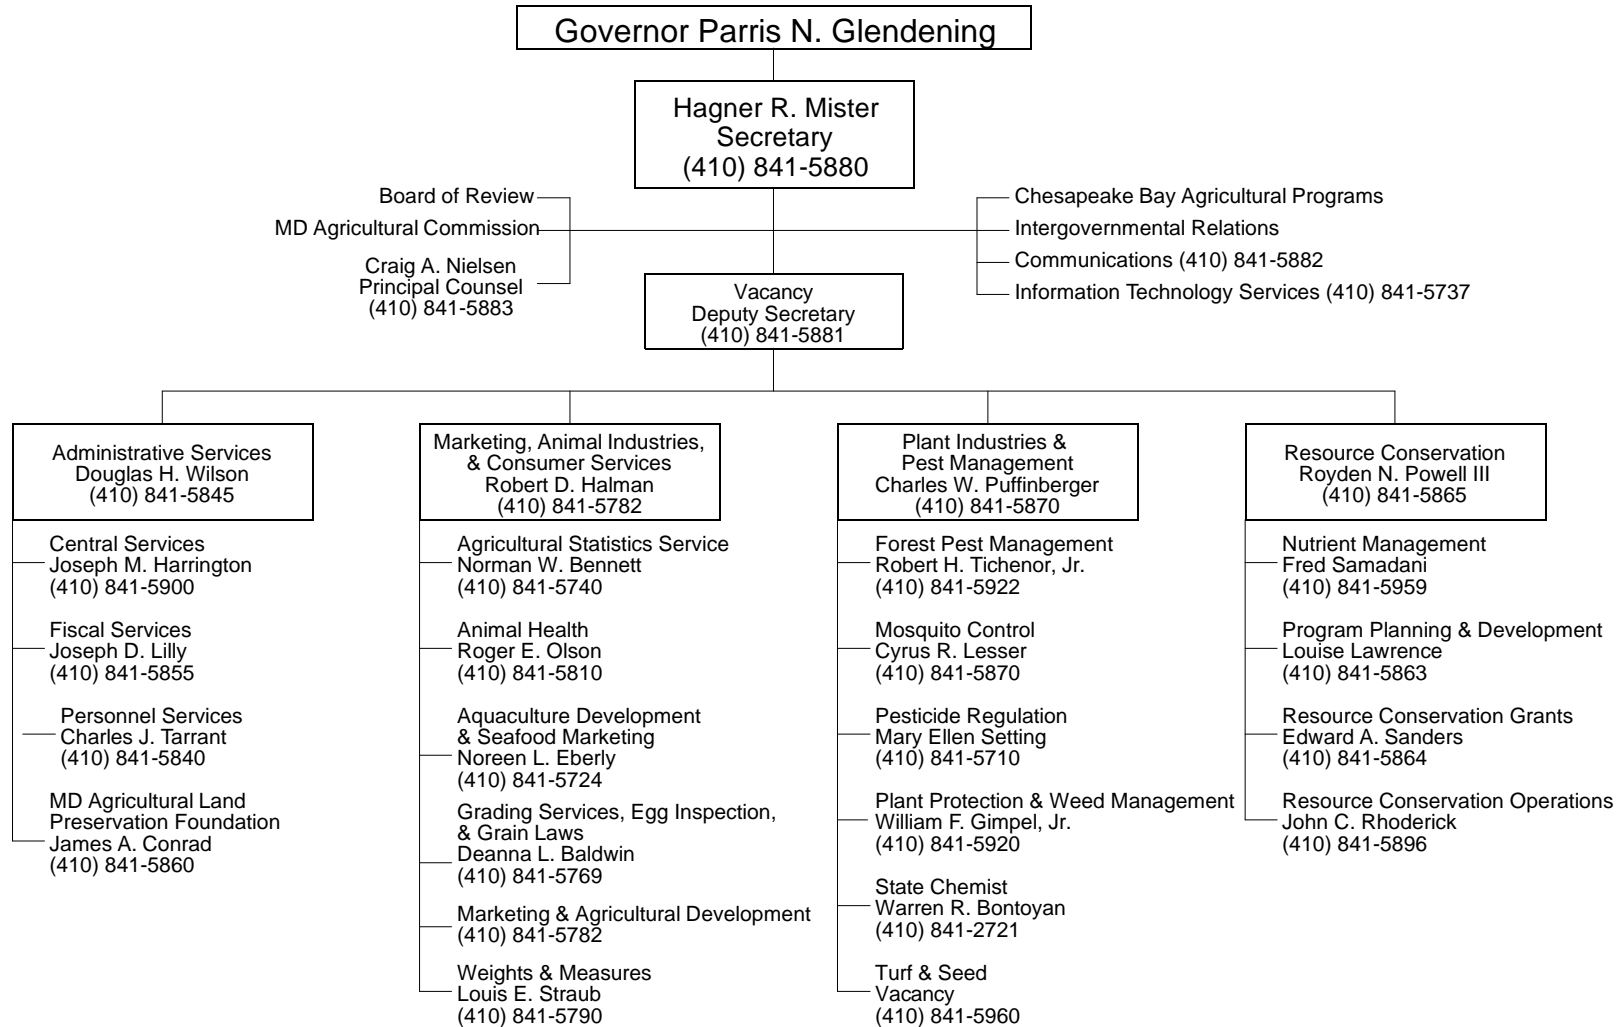 Governor Parris N. Glendening
Hagner R. Mister
Secretary
(410) 841-5880
Board of Review
MD Agricultural Commission
Craig A. Nielsen
Principal Counsel
(410) 841-5883
Chesapeake Bay Agricultural Programs
Intergovernmental Relations
Communications (410) 841-5882
Information Technology Services (410) 841-5737
Vacancy
Deputy Secretary
(410) 841-5881
Administrative Services
Douglas H. Wilson
(410) 841-5845
Central Services
Joseph M. Harrington
(410) 841-5900
Fiscal Services
Joseph D. Lilly
(410) 841-5855
Personnel Services
Charles J. Tarrant
(410) 841-5840
MD Agricultural Land
Preservation Foundation
James A. Conrad
(410) 841-5860
Marketing, Animal Industries,
& Consumer Services
Robert D. Halman
(410) 841-5782
Agricultural Statistics Service
Norman W. Bennett
(410) 841-5740
Animal Health
Roger E. Olson
(410) 841-5810
Aquaculture Development
& Seafood Marketing
Noreen L. Eberly
(410) 841-5724
Grading Services, Egg Inspection,
& Grain Laws
Deanna L. Baldwin
(410) 841-5769
Marketing & Agricultural Development
(410) 841-5782
Weights & Measures
Louis E. Straub
(410) 841-5790
Plant Industries &
Pest Management
Charles W. Puffinberger
(410) 841-5870
Forest Pest Management
Robert H. Tichenor, Jr.
(410) 841-5922
Mosquito Control
Cyrus R. Lesser
(410) 841-5870
Pesticide Regulation
Mary Ellen Setting
(410) 841-5710
Plant Protection & Weed Management
William F. Gimpel, Jr.
(410) 841-5920
State Chemist
Warren R. Bontoyan
(410) 841-2721
Turf & Seed
Vacancy
(410) 841-5960
Resource Conservation
Royden N. Powell III
(410) 841-5865
Nutrient Management
Fred Samadani
(410) 841-5959
Program Planning & Development
Louise Lawrence
(410) 841-5863
Resource Conservation Grants
Edward A. Sanders
(410) 841-5864
Resource Conservation Operations
John C. Rhoderick
(410) 841-5896